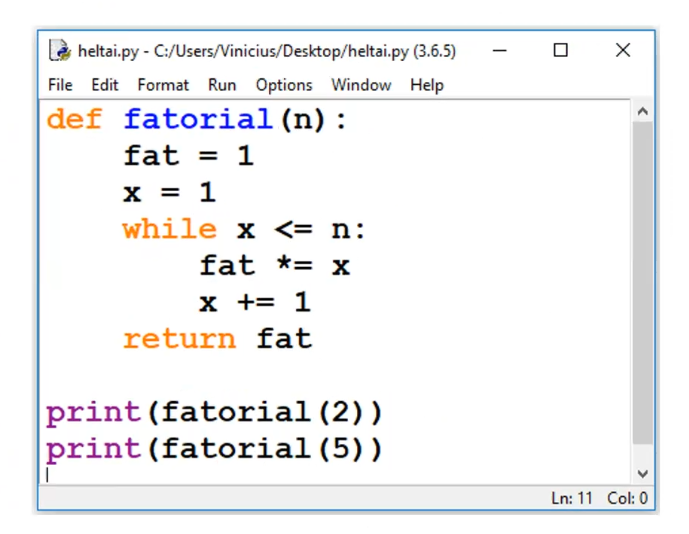 heltai.py - C:/Users/Vinicius/Desktop/heltai.py (3.6.5)
File Edit Format Run Options Window Help
def fatorial(n):
    fat = 1
    x = 1
    while x <= n:
        fat *= x
        x += 1
    return fat

print(fatorial(2))
print(fatorial(5))
Ln: 11 Col: 0